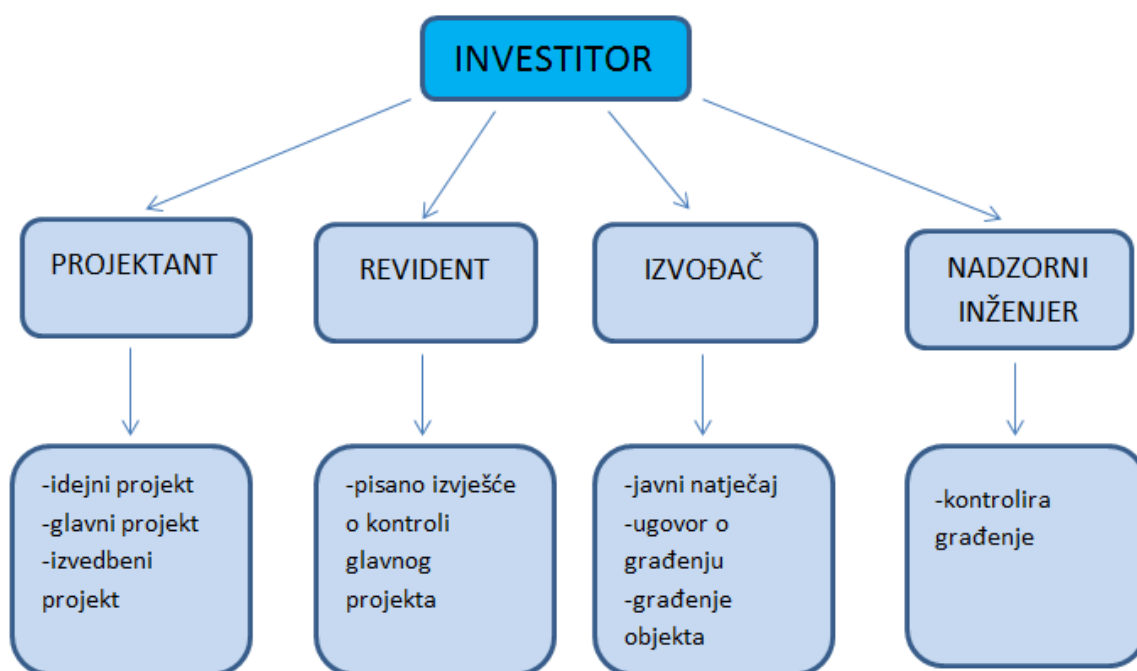 INVESTITOR
PROJEKTANT
REVIDENT
IZVOĐAČ
NADZORNI
INŽENJER
-idejni projekt
-glavni projekt
-izvedbeni
projekt
-pisano izvješće
o kontroli
glavnog
projekta
-javni natječaj
-ugovor o
građenju
-građenje
objekta
-kontrolira
građenje